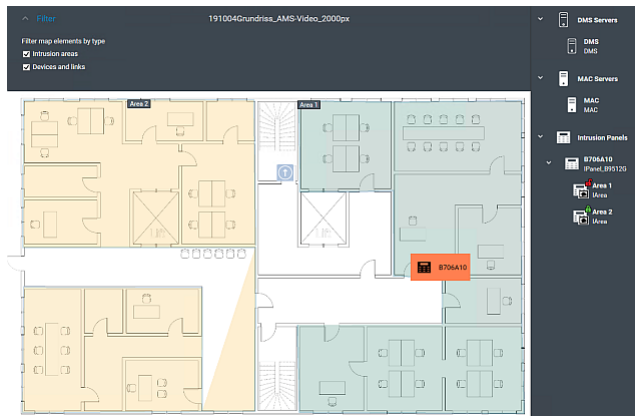 Filter
191004Grundriss_AMS-Video_2000px
Filter map elements by type
Intrusion areas
Devices and links
Area 2
Area 1
B706A10
DMS Servers
DMS
DMS
MAC Servers
MAC
MAC
Intrusion Panels
B706A10
IPanel_B9512G
Area 1
IArea
Area 2
IArea